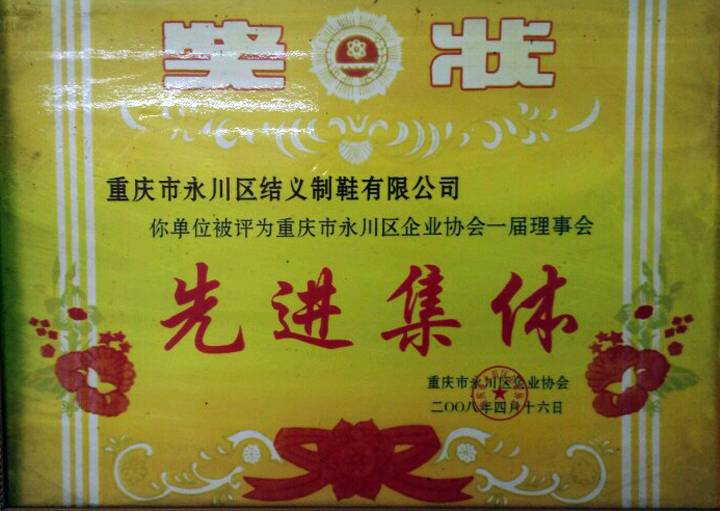 奖 状
重庆市永川区结义制鞋有限公司
你单位被评为重庆市永川区企业协会一届理事会
先进集体
重庆市永川区企业协会
二〇〇八年四月十六日